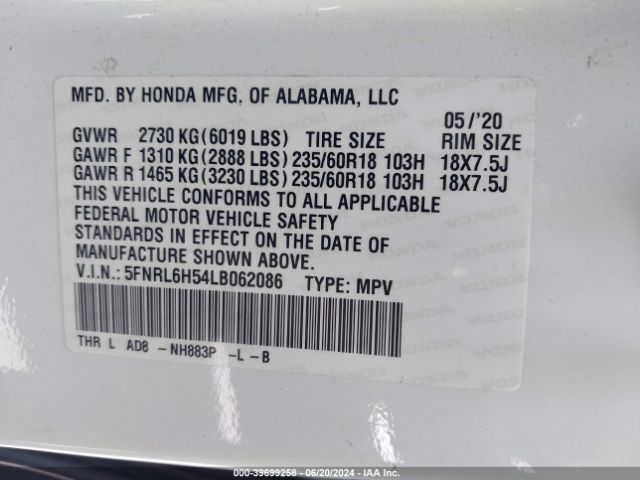 MFD. BY HONDA MFG. OF ALABAMA, LLC
05/'20
GVWR 2730 KG(6019 LBS) TIRE SIZE RIM SIZE
GAWR F 1310 KG(2888 LBS) 235/60R18 103H 18X7.5J
GAWR R 1465 KG(3230 LBS) 235/60R18 103H 18X7.5J
THIS VEHICLE CONFORMS TO ALL APPLICABLE
FEDERAL MOTOR VEHICLE SAFETY
STANDARDS IN EFFECT ON THE DATE OF
MANUFACTURE SHOWN ABOVE.
V.I.N.: 5FNRL6H54LB062086 TYPE: MPV
THR L AD8 - NH883P -L-B
00-39699258 - 06/20/2024 - IAA Inc.